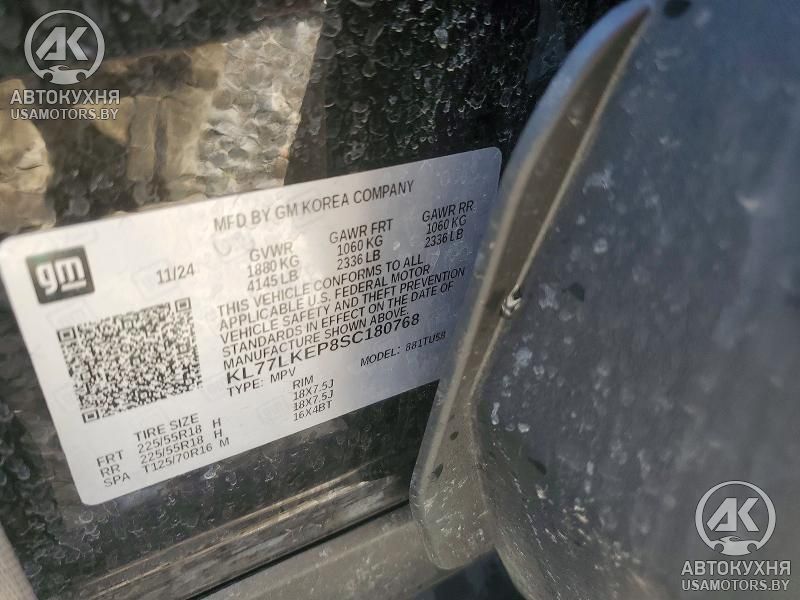 АК
АВТОКУХНЯ
USAMOTORS.BY
MFD BY GM KOREA COMPANY
gm
11/24
GVWR GAWR FRT GAWR RR
1880 KG 1060 KG 1060 KG
4145 LB 2336 LB 2336 LB
THIS VEHICLE CONFORMS TO ALL
APPLICABLE U.S. FEDERAL MOTOR
VEHICLE SAFETY AND THEFT PREVENTION
STANDARDS IN EFFECT ON THE DATE OF
MANUFACTURE SHOWN ABOVE.
KL77LKEP8SC180768
TYPE: MPV MODEL: 881TU58
TIRE SIZE RIM
FRT 225/55R18 H 18X7.5J
RR 225/55R18 H 18X7.5J
SPA T125/70R16 M 16X4BT
АК
АВТОКУХНЯ
USAMOTORS.BY